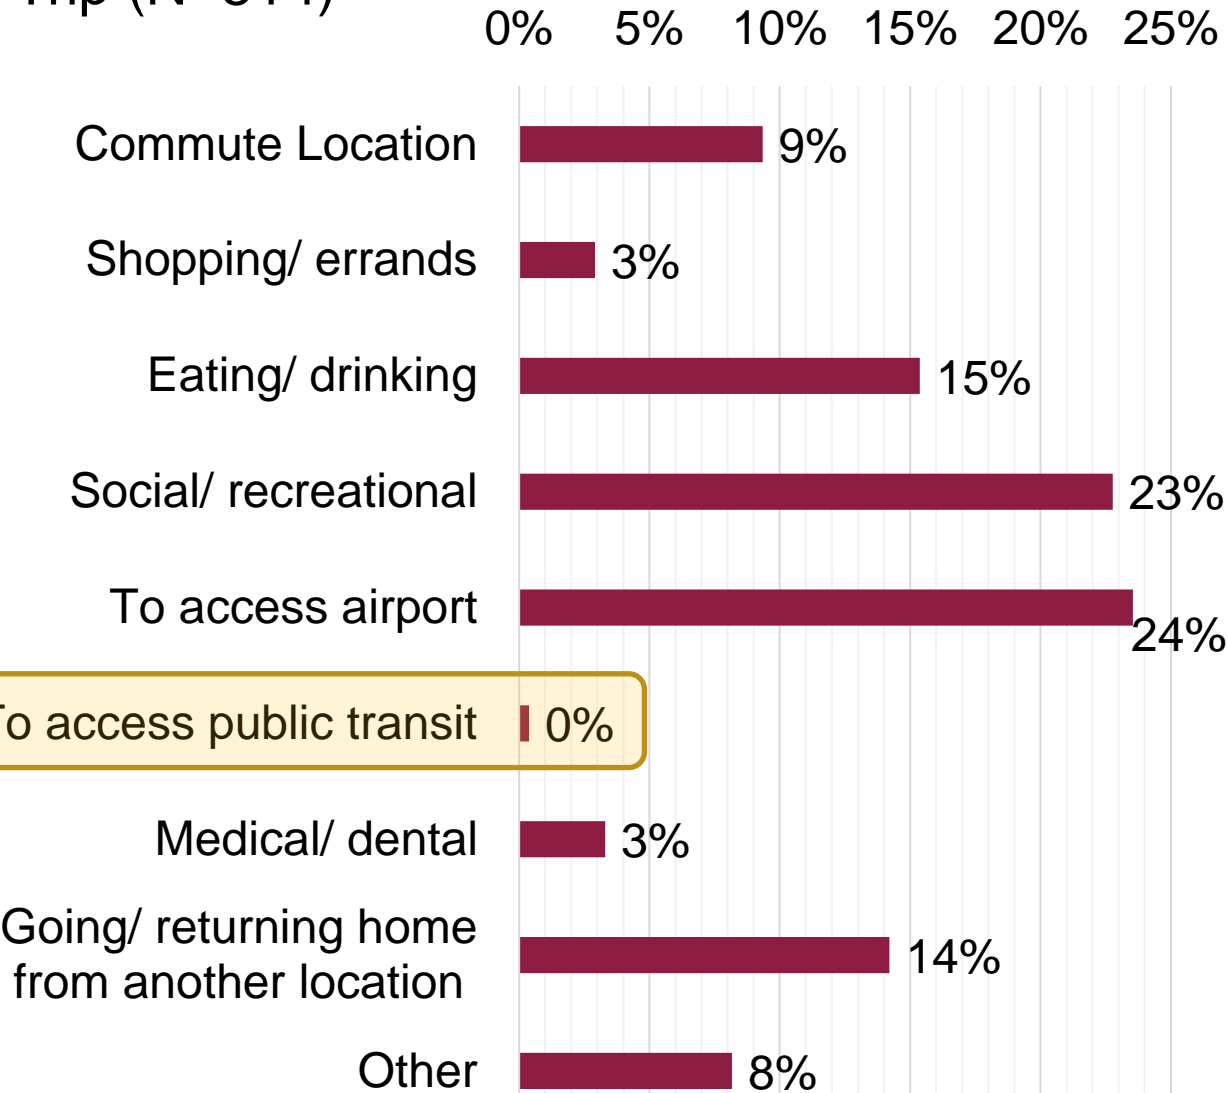 0% 5% 10% 15% 20% 25%
Commute Location 9%
Shopping/ errands 3%
Eating/ drinking 15%
Social/ recreational 23%
To access airport 24%
To access public transit 0%
Medical/ dental 3%
Going/ returning home
from another location 14%
Other 8%